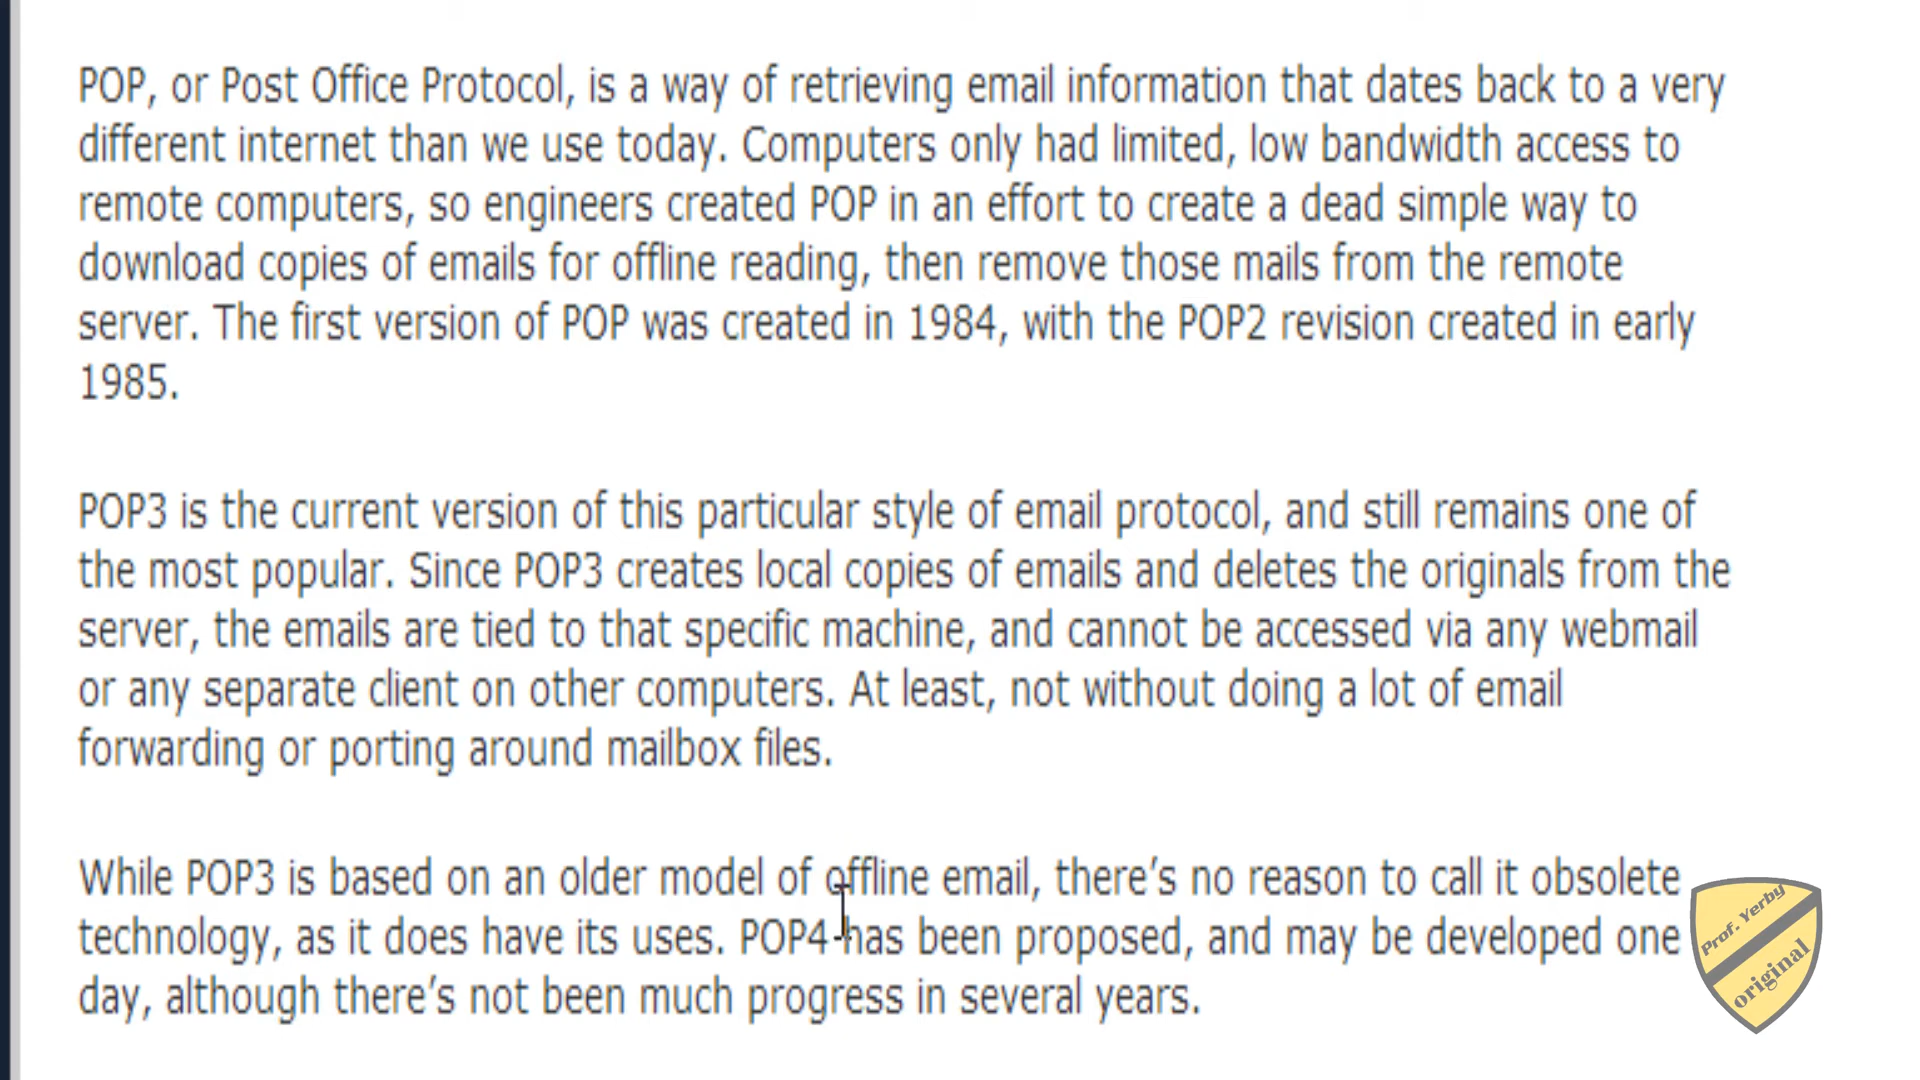 POP, or Post Office Protocol, is a way of retrieving email information that dates back to a very
different internet than we use today. Computers only had limited, low bandwidth access to
remote computers, so engineers created POP in an effort to create a dead simple way to
download copies of emails for offline reading, then remove those mails from the remote
server. The first version of POP was created in 1984, with the POP2 revision created in early
1985.
POP3 is the current version of this particular style of email protocol, and still remains one of
the most popular. Since POP3 creates local copies of emails and deletes the originals from the
server, the emails are tied to that specific machine, and cannot be accessed via any webmail
or any separate client on other computers. At least, not without doing a lot of email
forwarding or porting around mailbox files.
While POP3 is based on an older model of offline email, there’s no reason to call it obsolete
technology, as it does have its uses. POP4 has been proposed, and may be developed one
day, although there’s not been much progress in several years.
Prof. Yerby
original